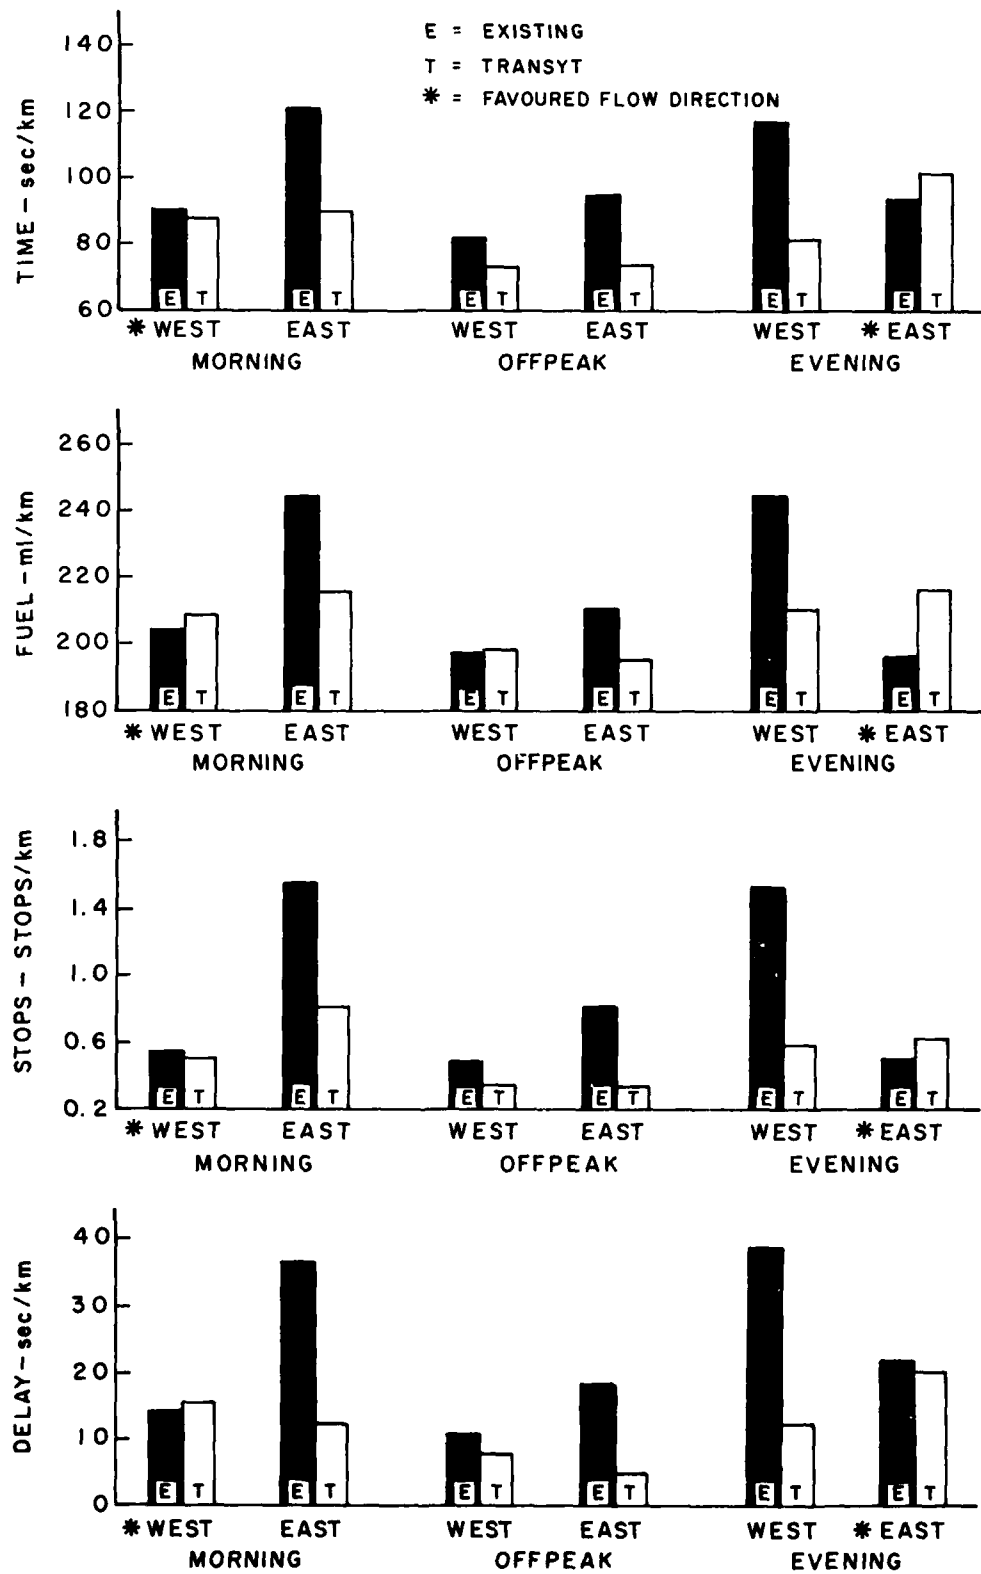 E = EXISTING
T = TRANSYT
* = FAVOURED FLOW DIRECTION
TIME – sec/km
140
120
100
80
60
E T E T E T E T E T E T
* WEST EAST WEST EAST WEST * EAST
MORNING OFFPEAK EVENING
FUEL – ml/km
260
240
220
200
180
E T E T E T E T E T E T
* WEST EAST WEST EAST WEST * EAST
MORNING OFFPEAK EVENING
STOPS – STOPS/km
1.8
1.4
1.0
0.6
0.2
E T E T E T E T E T E T
* WEST EAST WEST EAST WEST * EAST
MORNING OFFPEAK EVENING
DELAY – sec/km
40
30
20
10
0
E T E T E T E T E T E T
* WEST EAST WEST EAST WEST * EAST
MORNING OFFPEAK EVENING